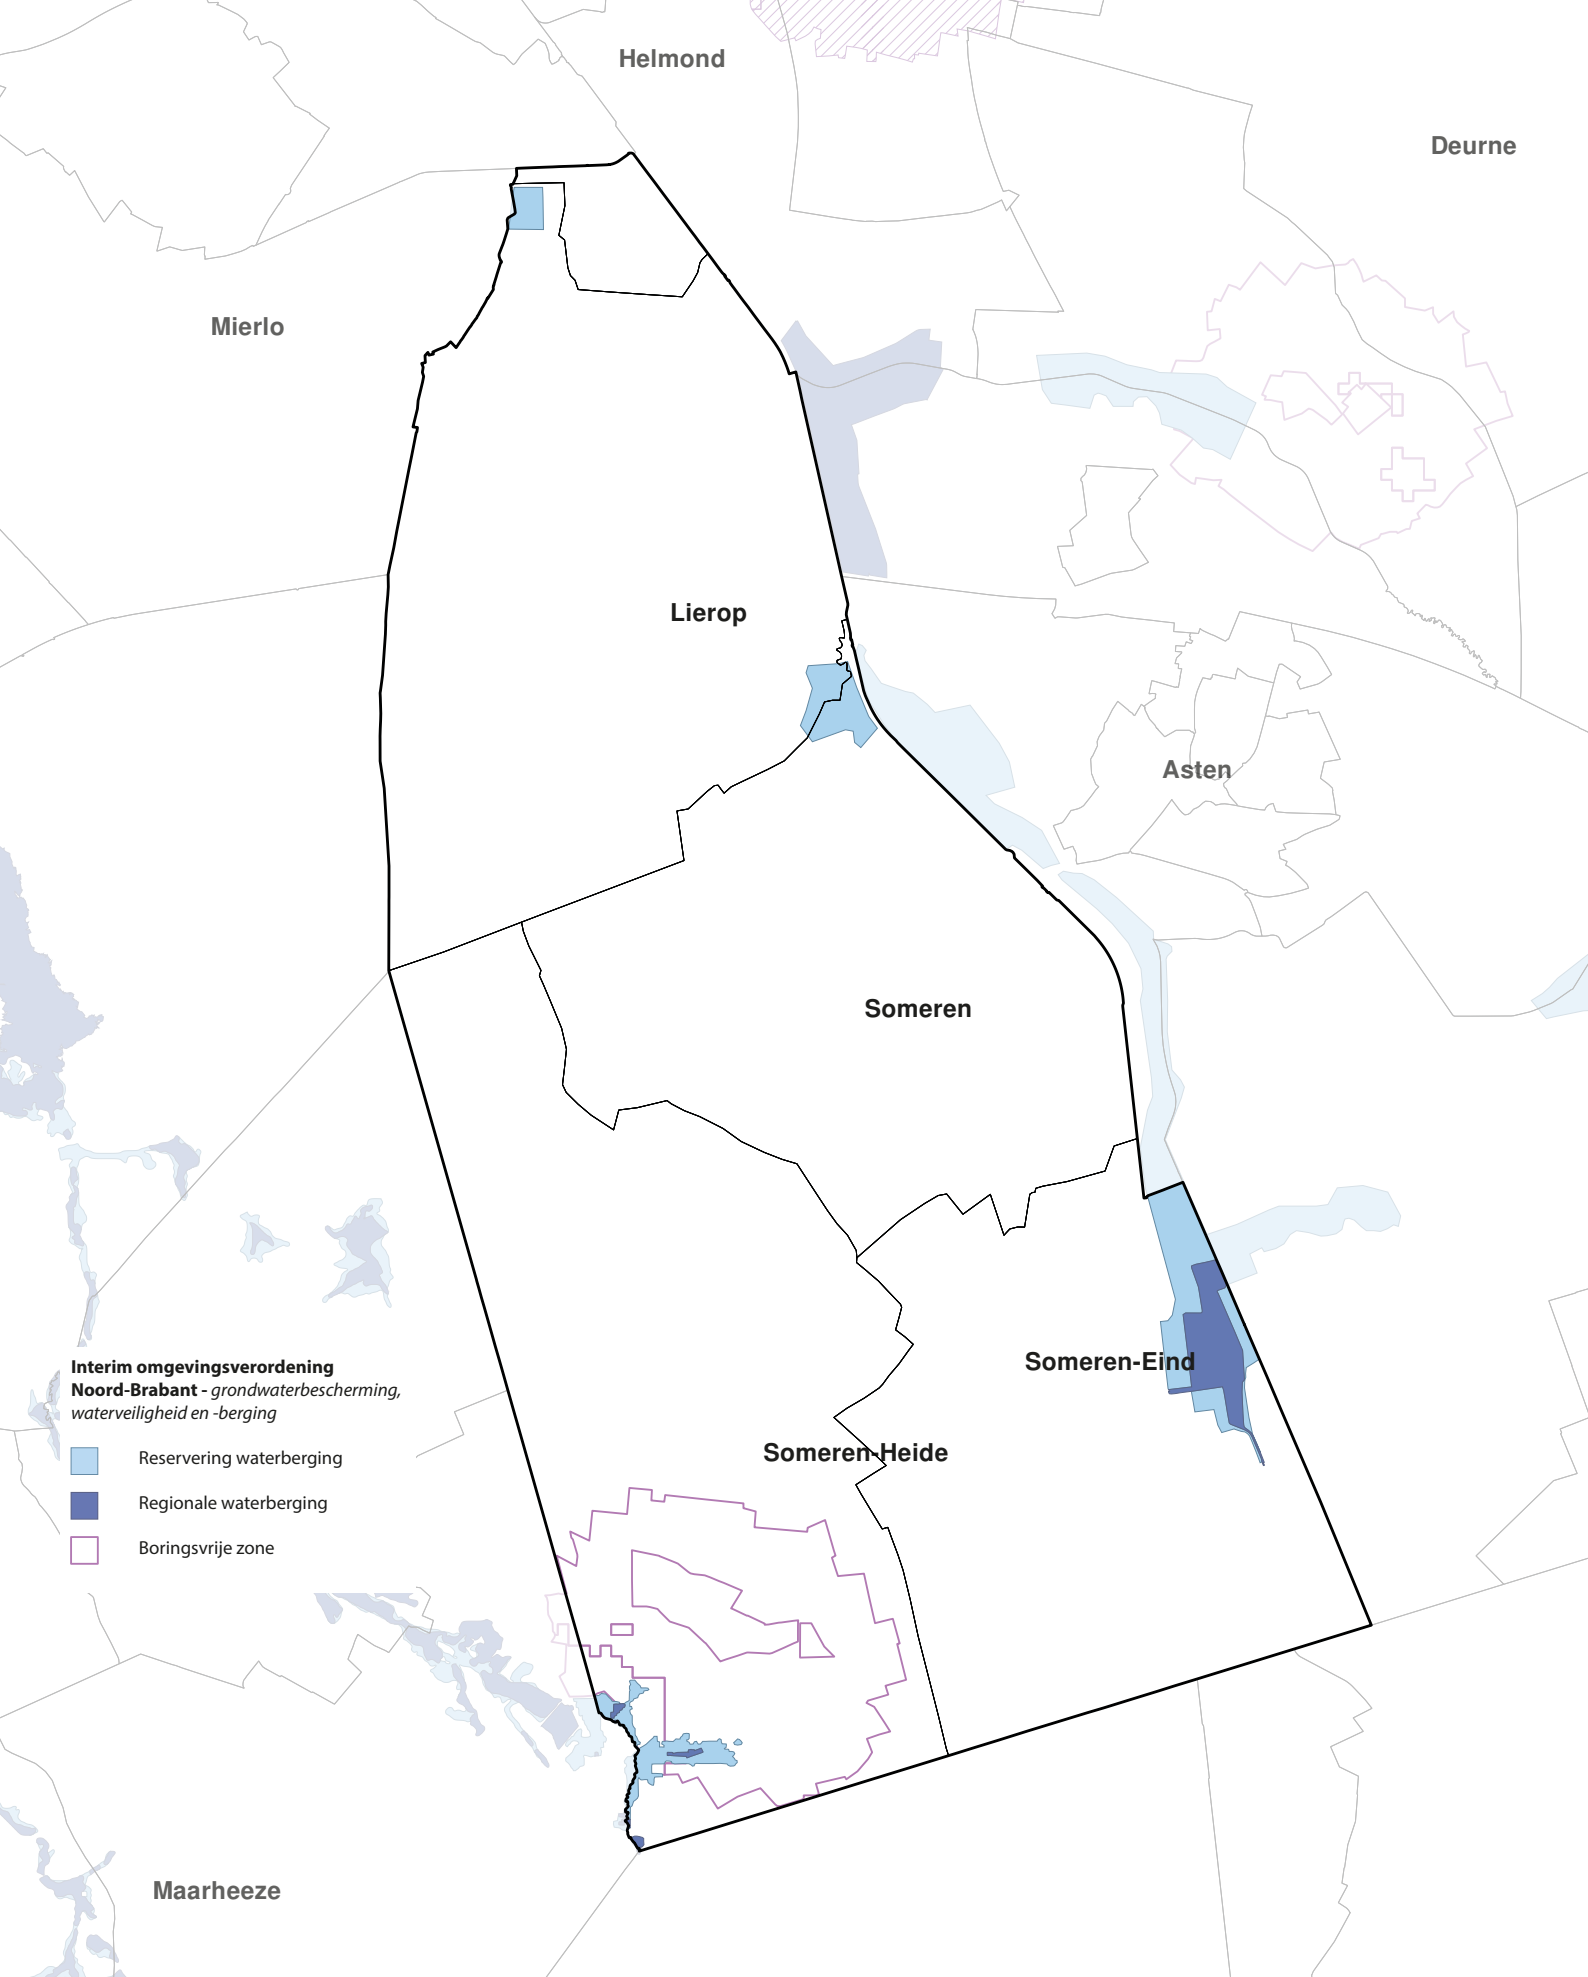 Helmond
Deurne
Mierlo
Lierop
Asten
Someren
Someren-Eind
Someren-Heide
Maarheeze
Interim omgevingsverordening
Noord-Brabant - grondwaterbescherming,
waterveiligheid en -berging
Reservering waterberging
Regionale waterberging
Boringsvrije zone